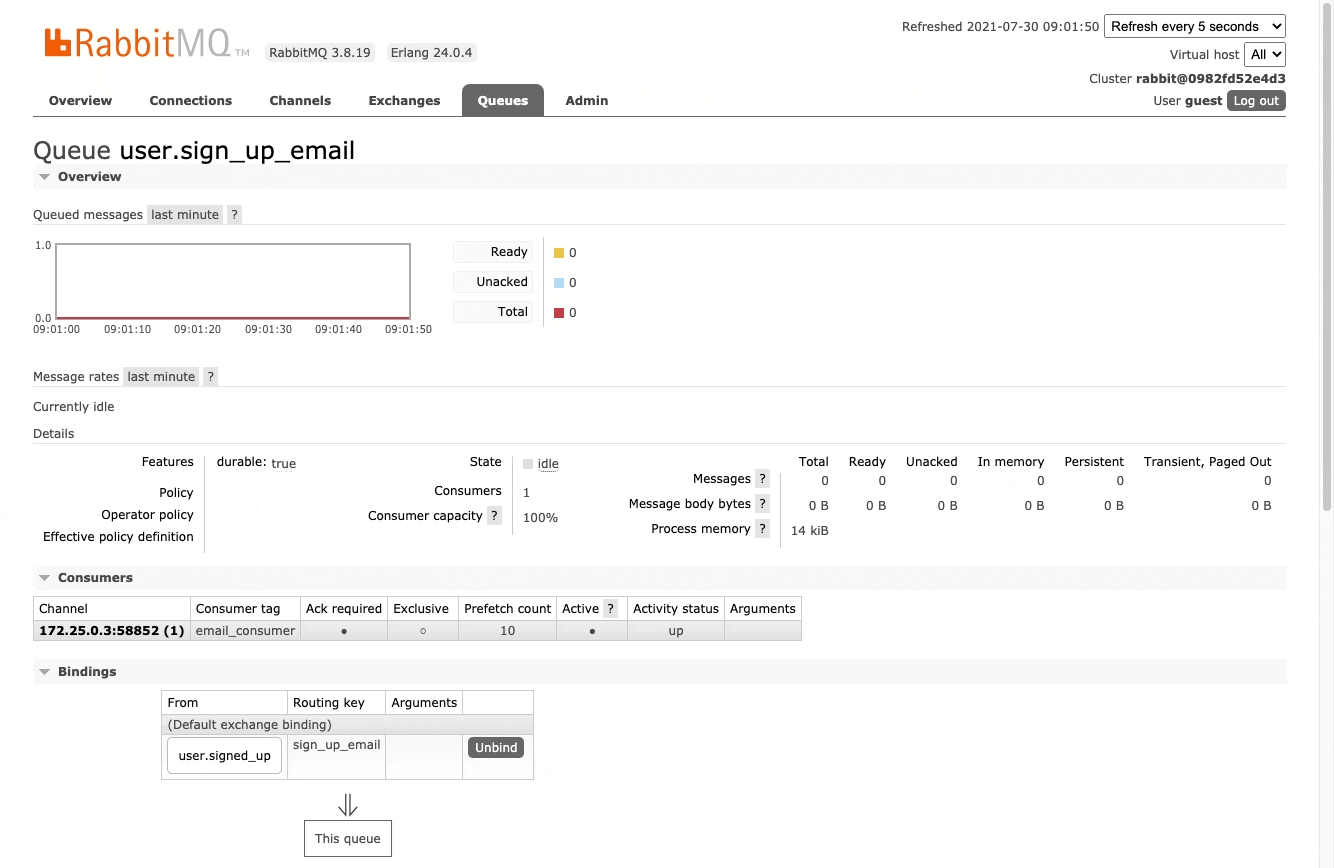 RabbitMQ TM RabbitMQ 3.8.19 Erlang 24.0.4
Refreshed 2021-07-30 09:01:50 Refresh every 5 seconds
Virtual host All
Cluster rabbit@0982fd52e4d3
User guest Log out
Overview Connections Channels Exchanges Queues Admin
Queue user.sign_up_email
Overview
Queued messages last minute ?
1.0
0.0
09:01:00 09:01:10 09:01:20 09:01:30 09:01:40 09:01:50
Ready 0
Unacked 0
Total 0
Message rates last minute ?
Currently idle
Details
Features durable: true
Policy
Operator policy
Effective policy definition
State idle
Consumers 1
Consumer capacity ? 100%
Total Ready Unacked In memory Persistent Transient, Paged Out
Messages ? 0 0 0 0 0 0
Message body bytes ? 0 B 0 B 0 B 0 B 0 B 0 B
Process memory ? 14 kiB
Consumers
Channel Consumer tag Ack required Exclusive Prefetch count Active ? Activity status Arguments
172.25.0.3:58852 (1) email_consumer ● ○ 10 ● up
Bindings
From Routing key Arguments
(Default exchange binding)
user.signed_up sign_up_email Unbind
⇓
This queue